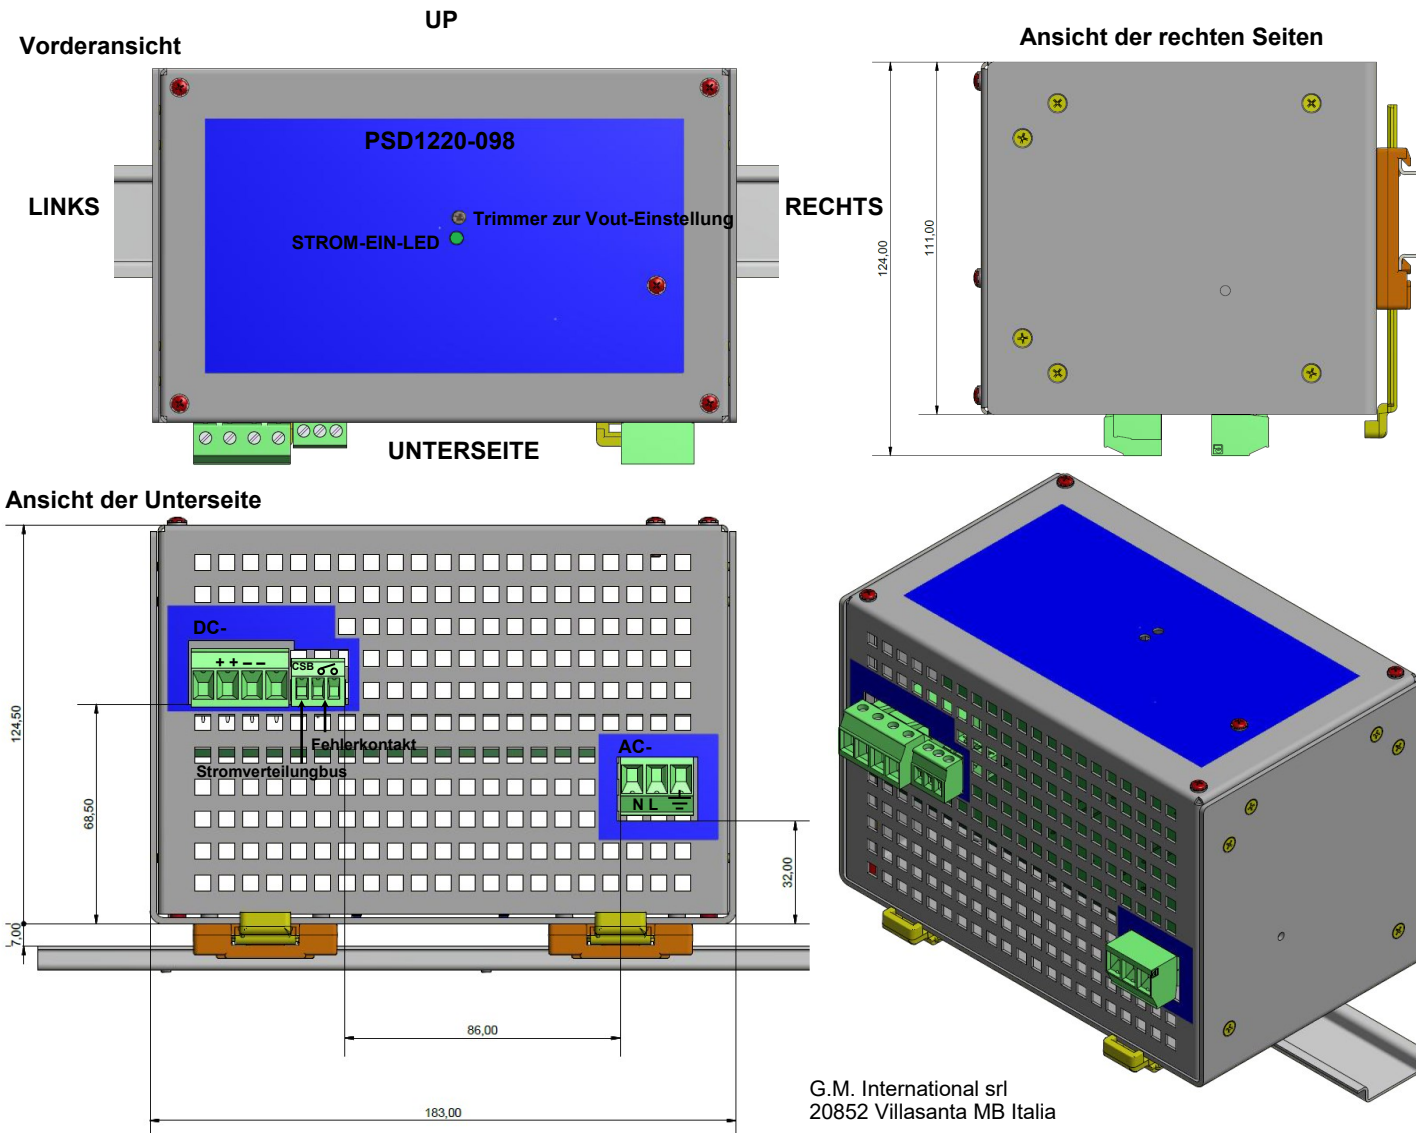 UP
Vorderansicht
Ansicht der rechten Seiten
PSD1220-098
LINKS
RECHTS
Trimmer zur Vout-Einstellung
STROM-EIN-LED
124,00
111,00
UNTERSEITE
Ansicht der Unterseite
DC-
+ + – –
CSB
Fehlerkontakt
Stromverteilungbus
AC-
N L
124,50
68,50
32,00
7,00
86,00
183,00
G.M. International srl
20852 Villasanta MB Italia